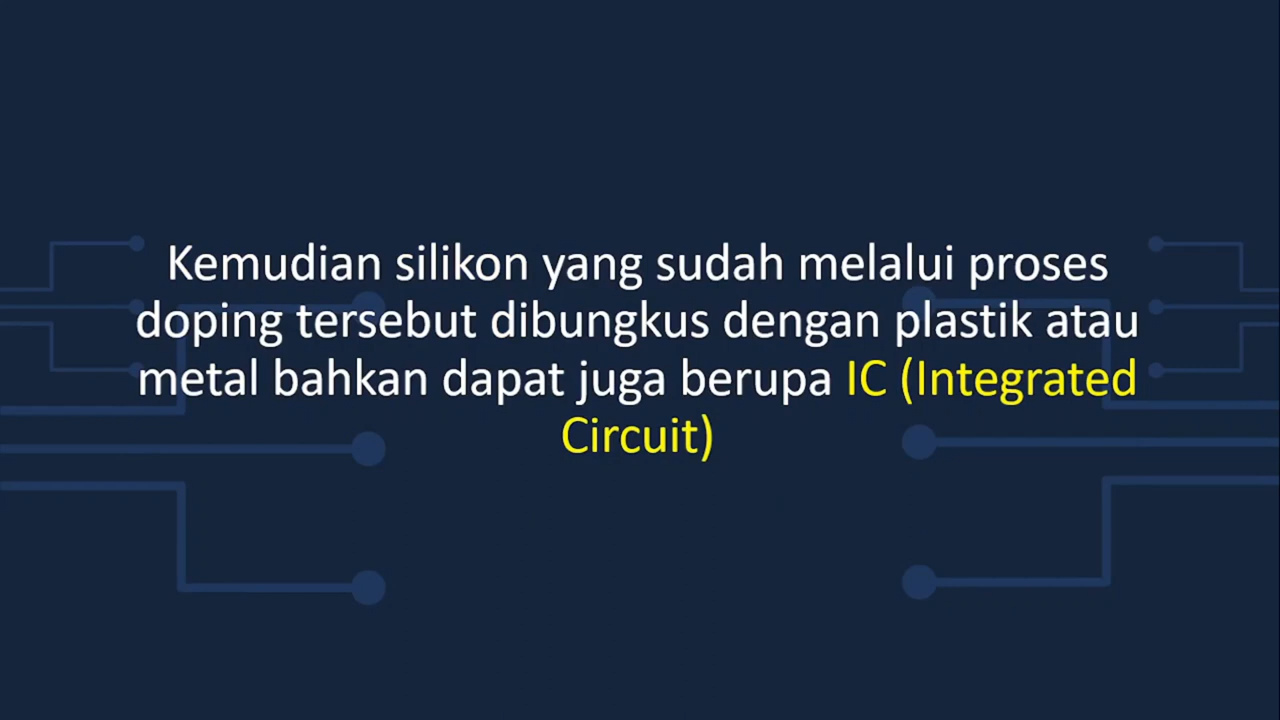 Kemudian silikon yang sudah melalui proses
doping tersebut dibungkus dengan plastik atau
metal bahkan dapat juga berupa IC (Integrated
Circuit)